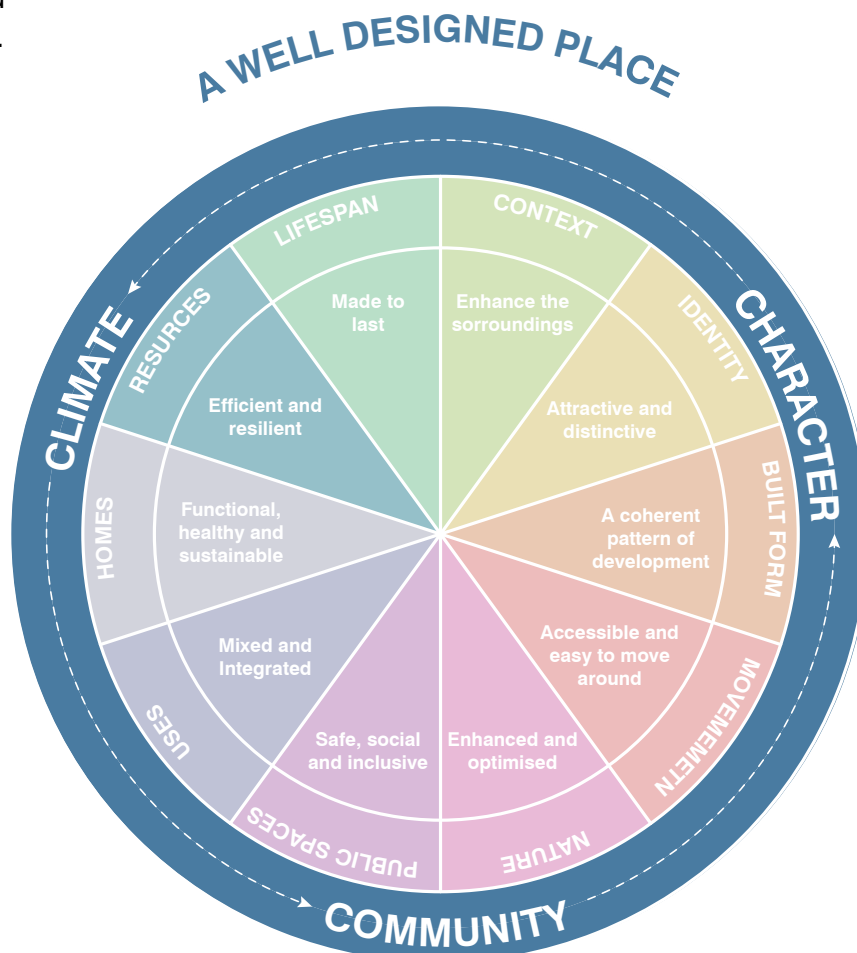 A WELL DESIGNED PLACE
CLIMATE
CHARACTER
COMMUNITY
CONTEXT
Enhance the
sorroundings
IDENTITY
Attractive and
distinctive
BUILT FORM
A coherent
pattern of
development
MOVEMEMETN
Accessible and
easy to move
around
NATURE
Enhanced and
optimised
PUBLIC SPACES
Safe, social
and inclusive
USES
Mixed and
Integrated
HOMES
Functional,
healthy and
sustainable
RESURCES
Efficient and
resilient
LIFESPAN
Made to
last